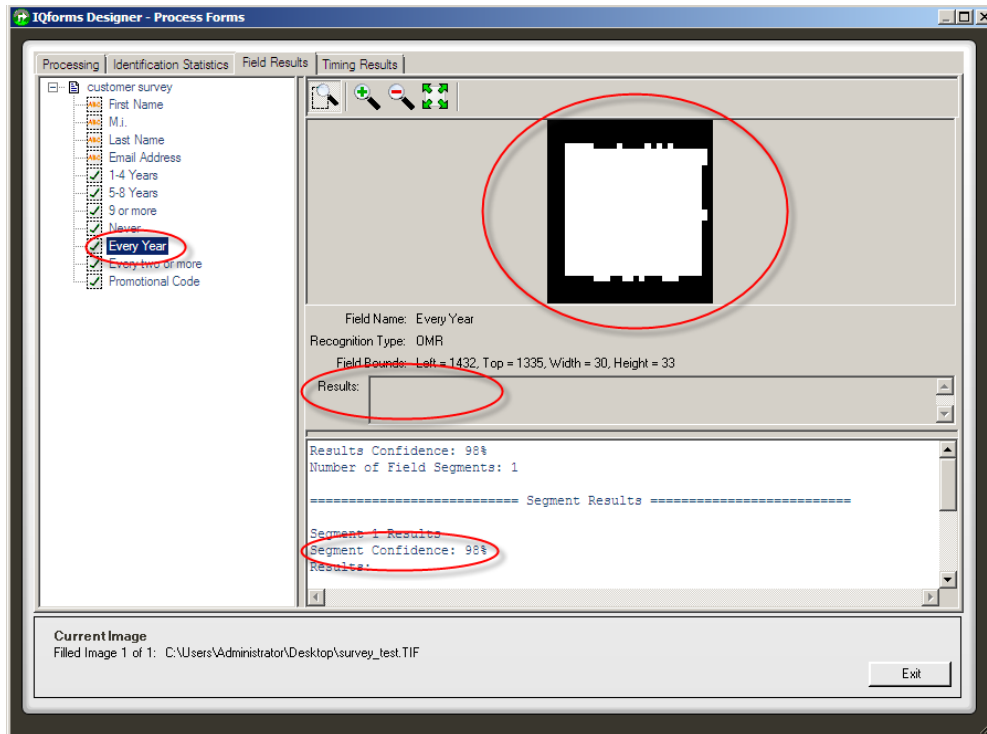 IQforms Designer - Process Forms
Processing Identification Statistics Field Results Timing Results
customer survey
First Name
M.i.
Last Name
Email Address
1-4 Years
5-8 Years
9 or more
Never
Every Year
Every two or more
Promotional Code
Field Name: Every Year
Recognition Type: OMR
Field Bounds: Left = 1432, Top = 1335, Width = 30, Height = 33
Results:
Results Confidence: 98%
Number of Field Segments: 1
=========================== Segment Results ==========================
Segment 1 Results
Segment Confidence: 98%
Results:
Current Image
Filled Image 1 of 1: C:\Users\Administrator\Desktop\survey_test.TIF
Exit